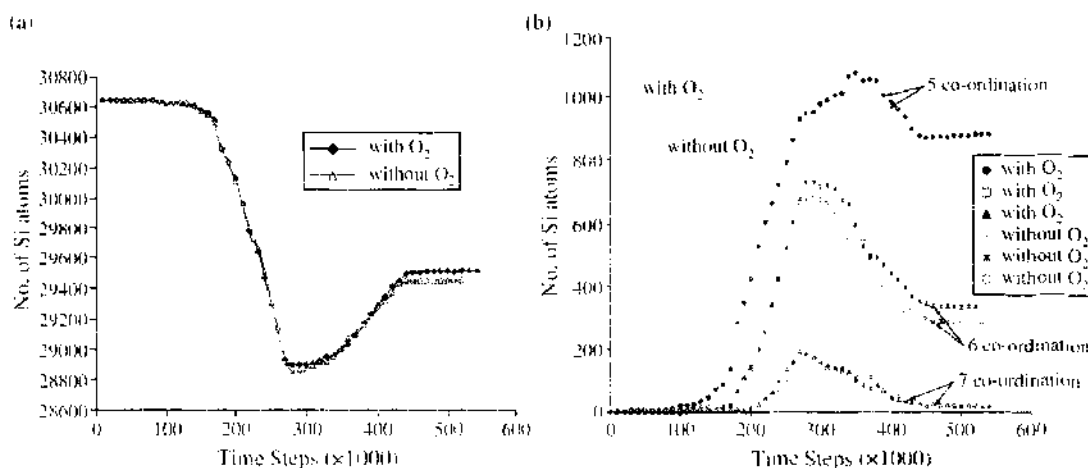 (a)
30800
30600
30400
30200
30000
29800
29600
29400
29200
29000
28800
28600
No. of Si atoms
with O2
without O2
0 100 200 300 400 500 600
Time Steps (×1000)
(b)
1200
1000
800
600
400
200
0
No. of Si atoms
with O2
without O2
5 co-ordination
with O2
with O2
with O2
without O2
without O2
without O2
6 co-ordination
7 co-ordination
0 100 200 300 400 500 600
Time Steps (×1000)